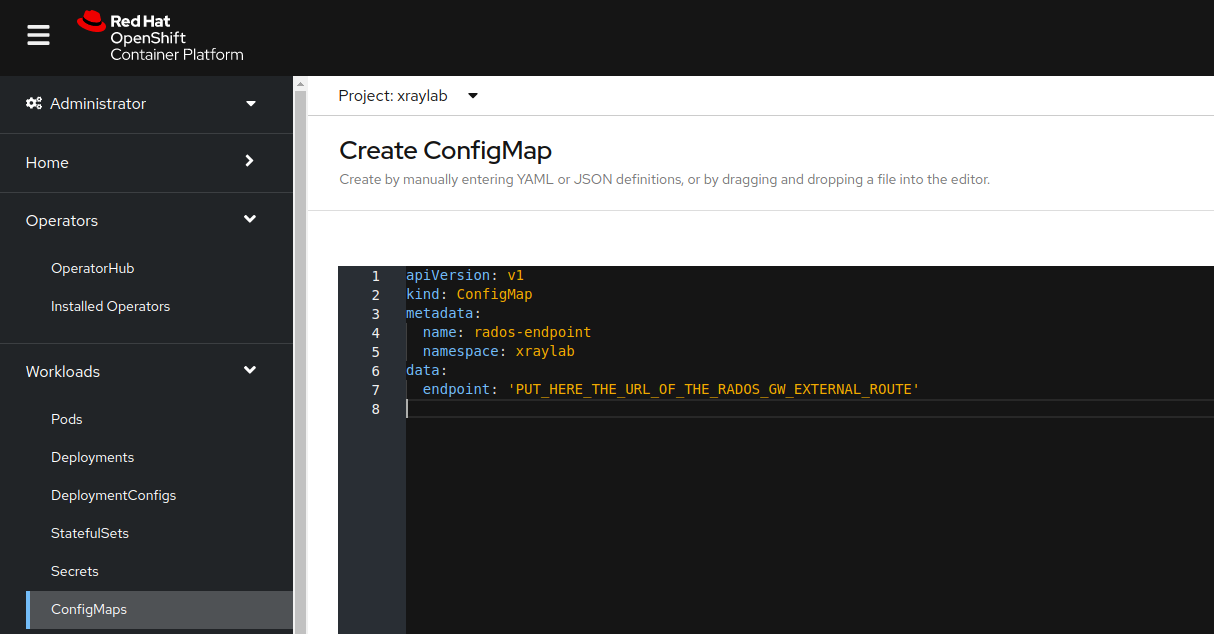 Red Hat
OpenShift
Container Platform
Administrator
Home
Operators
OperatorHub
Installed Operators
Workloads
Pods
Deployments
DeploymentConfigs
StatefulSets
Secrets
ConfigMaps
Project: xraylab
Create ConfigMap
Create by manually entering YAML or JSON definitions, or by dragging and dropping a file into the editor.
1 apiVersion: v1
2 kind: ConfigMap
3 metadata:
4   name: rados-endpoint
5   namespace: xraylab
6 data:
7   endpoint: 'PUT_HERE_THE_URL_OF_THE_RADOS_GW_EXTERNAL_ROUTE'
8